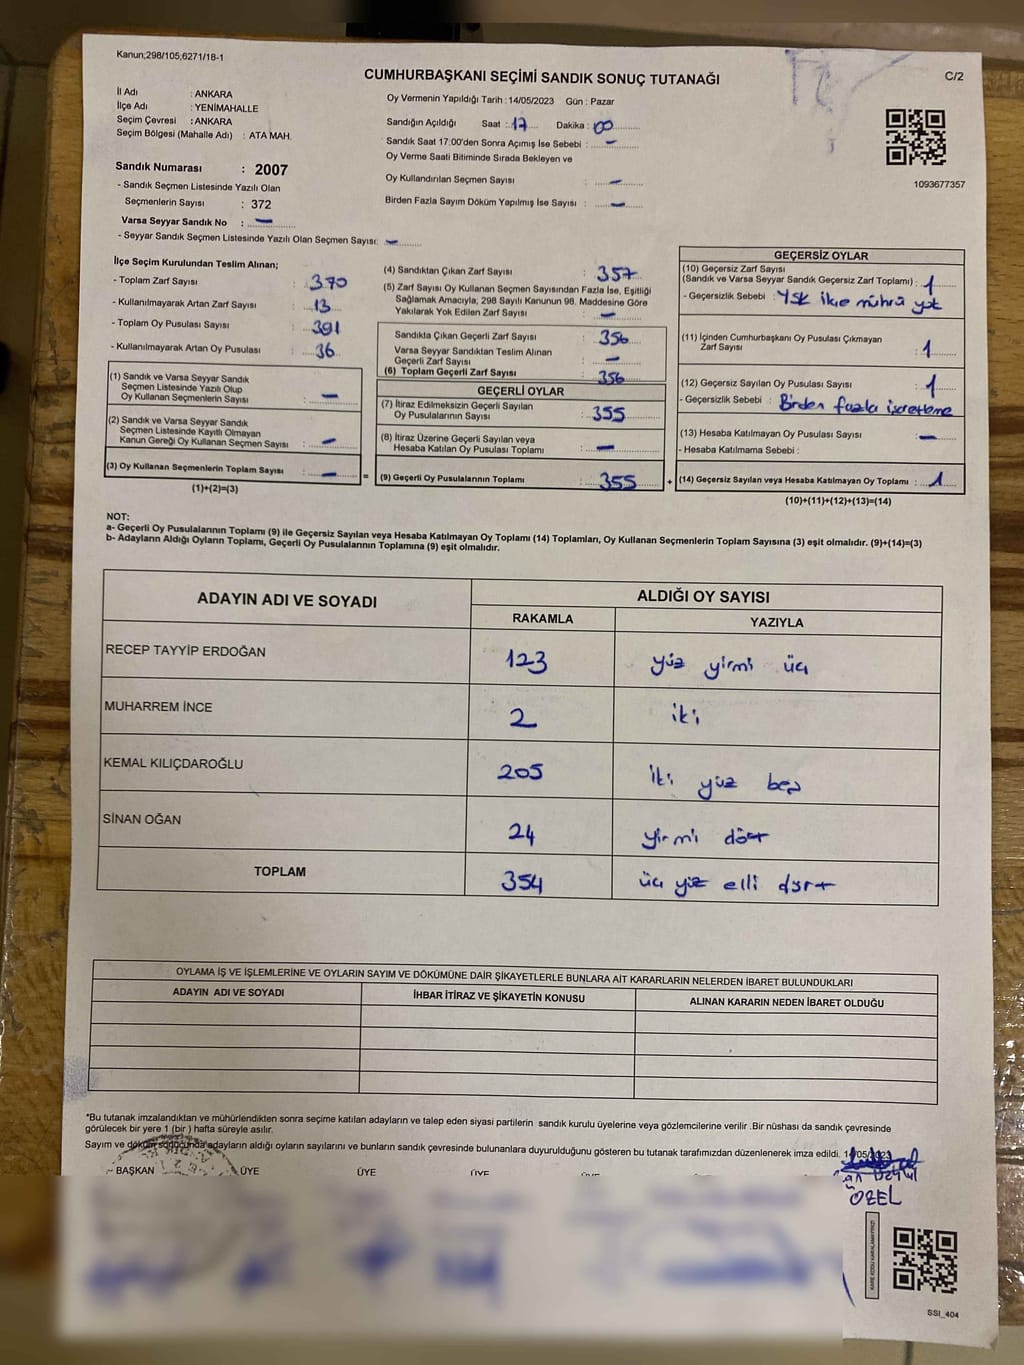 Kanun;298/105;6271/18-1
CUMHURBAŞKANI SEÇİMİ SANDIK SONUÇ TUTANAĞI
C/2
İl Adı : ANKARA
İlçe Adı : YENİMAHALLE
Seçim Çevresi : ANKARA
Seçim Bölgesi (Mahalle Adı) : ATA MAH.
Oy Vermenin Yapıldığı Tarih : 14/05/2023 Gün : Pazar
Sandığın Açıldığı Saat : 17 Dakika : 00
Sandık Saat 17:00'den Sonra Açımış İse Sebebi : -
Oy Verme Saati Bitiminde Sırada Bekleyen ve
Oy Kullandırılan Seçmen Sayısı : -
Birden Fazla Sayım Döküm Yapılmış İse Sayısı : -
1093677357
Sandık Numarası : 2007
- Sandık Seçmen Listesinde Yazılı Olan
Seçmenlerin Sayısı : 372
Varsa Seyyar Sandık No : -
- Seyyar Sandık Seçmen Listesinde Yazılı Olan Seçmen Sayısı: -
İlçe Seçim Kurulundan Teslim Alınan;
- Toplam Zarf Sayısı : 370
- Kullanılmayarak Artan Zarf Sayısı : 13
- Toplam Oy Pusulası Sayısı : 391
- Kullanılmayarak Artan Oy Pusulası : 36
(1) Sandık ve Varsa Seyyar Sandık
Seçmen Listesinde Yazılı Olup
Oy Kullanan Seçmenlerin Sayısı : -
(2) Sandık ve Varsa Seyyar Sandık
Seçmen Listesinde Kayıtlı Olmayan
Kanun Gereği Oy Kullanan Seçmen Sayısı : -
(3) Oy Kullanan Seçmenlerin Toplam Sayısı : -
(1)+(2)=(3)
(4) Sandıktan Çıkan Zarf Sayısı : 357
(5) Zarf Sayısı Oy Kullanan Seçmen Sayısından Fazla İse, Eşitliği
Sağlamak Amacıyla, 298 Sayılı Kanunun 98. Maddesine Göre
Yakılarak Yok Edilen Zarf Sayısı : -
Sandıkta Çıkan Geçerli Zarf Sayısı : 356
Varsa Seyyar Sandıktan Teslim Alınan
Geçerli Zarf Sayısı : -
(6) Toplam Geçerli Zarf Sayısı : 356
GEÇERLİ OYLAR
(7) İtiraz Edilmeksizin Geçerli Sayılan
Oy Pusulalarının Sayısı : 355
(8) İtiraz Üzerine Geçerli Sayılan veya
Hesaba Katılan Oy Pusulası Toplamı : -
= (9) Geçerli Oy Pusulalarının Toplamı : 355 +
GEÇERSİZ OYLAR
(10) Geçersiz Zarf Sayısı
(Sandık ve Varsa Seyyar Sandık Geçersiz Zarf Toplamı) : 1
- Geçersizlik Sebebi : YSK ilçe mührü yok
(11) İçinden Cumhurbaşkanı Oy Pusulası Çıkmayan
Zarf Sayısı : 1
(12) Geçersiz Sayılan Oy Pusulası Sayısı : 1
- Geçersizlik Sebebi : Birden fazla işaretleme
(13) Hesaba Katılmayan Oy Pusulası Sayısı : -
- Hesaba Katılmama Sebebi :
(14) Geçersiz Sayılan veya Hesaba Katılmayan Oy Toplamı : 1
(10)+(11)+(12)+(13)=(14)
NOT:
a- Geçerli Oy Pusulalarının Toplamı (9) ile Geçersiz Sayılan veya Hesaba Katılmayan Oy Toplamı (14) Toplamları, Oy Kullanan Seçmenlerin Toplam Sayısına (3) eşit olmalıdır. (9)+(14)=(3)
b- Adayların Aldığı Oyların Toplamı, Geçerli Oy Pusulalarının Toplamına (9) eşit olmalıdır.
ADAYIN ADI VE SOYADI ALDIĞI OY SAYISI
RAKAMLA YAZIYLA
RECEP TAYYİP ERDOĞAN 123 yüz yirmi üç
MUHARREM İNCE 2 iki
KEMAL KILIÇDAROĞLU 205 iki yüz beş
SİNAN OĞAN 24 yirmi dört
TOPLAM 354 üç yüz elli dört
OYLAMA İŞ VE İŞLEMLERİNE VE OYLARIN SAYIM VE DÖKÜMÜNE DAİR ŞİKAYETLERLE BUNLARA AİT KARARLARIN NELERDEN İBARET BULUNDUKLARI
ADAYIN ADI VE SOYADI İHBAR İTİRAZ VE ŞİKAYETİN KONUSU ALINAN KARARIN NEDEN İBARET OLDUĞU
*Bu tutanak imzalandıktan ve mühürlendikten sonra seçime katılan adayların ve talep eden siyasi partilerin sandık kurulu üyelerine veya gözlemcilerine verilir .Bir nüshası da sandık çevresinde
görülecek bir yere 1 (bir ) hafta süreyle asılır.
Sayım ve döküm sonucunda adayların aldığı oyların sayılarını ve bunların sandık çevresinde bulunanlara duyurulduğunu gösteren bu tutanak tarafımızdan düzenlenerek imza edildi. 14/05/2023
BAŞKAN ÜYE ÜYE ÜYE ÜYE
ÖZEL
KARE KODU KARALAMAYINIZ!
SSI_404